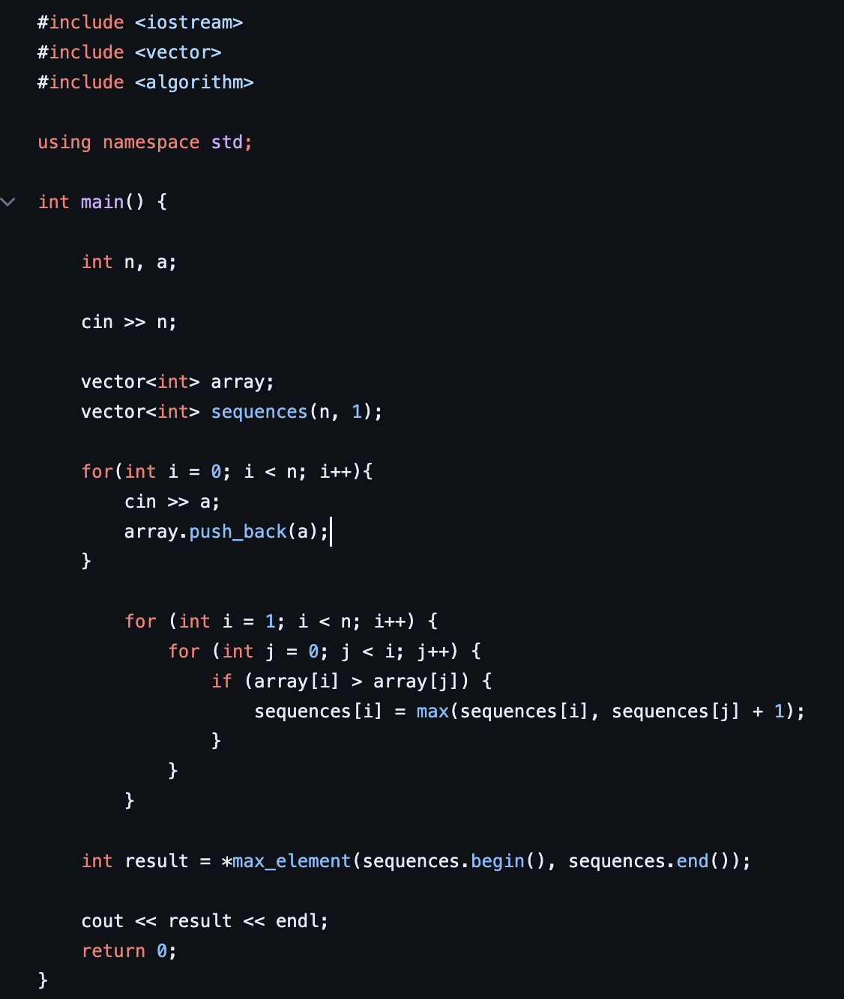 #include <iostream>
#include <vector>
#include <algorithm>
using namespace std;
int main() {
int n, a;
cin >> n;
vector<int> array;
vector<int> sequences(n, 1);
for(int i = 0; i < n; i++){
cin >> a;
array.push_back(a);
}
for (int i = 1; i < n; i++) {
for (int j = 0; j < i; j++) {
if (array[i] > array[j]) {
sequences[i] = max(sequences[i], sequences[j] + 1);
}
}
}
int result = *max_element(sequences.begin(), sequences.end());
cout << result << endl;
return 0;
}